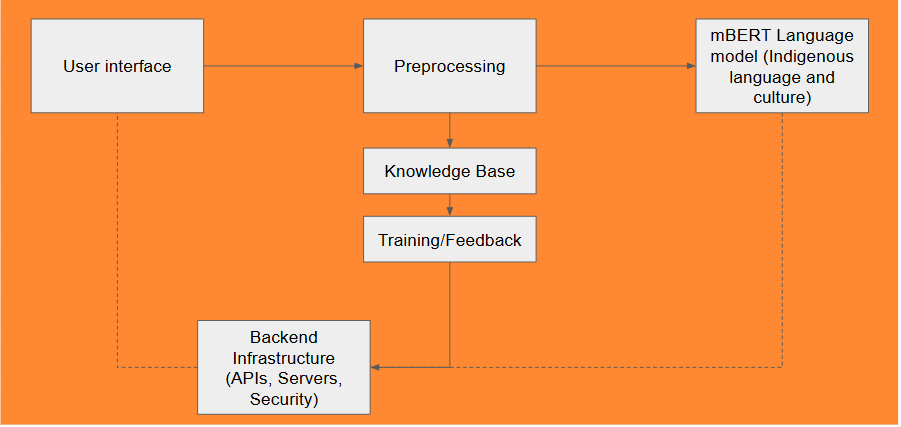 User interface
Preprocessing
mBERT Language
model (Indigenous
language and
culture)
Knowledge Base
Training/Feedback
Backend
Infrastructure
(APIs, Servers,
Security)